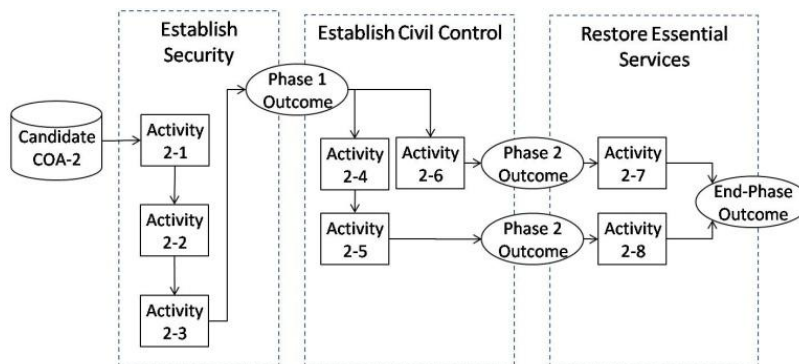 Establish
Security
Establish Civil Control
Restore Essential
Services
Phase 1
Outcome
Candidate
COA-2
Activity
2-1
Activity
2-2
Activity
2-3
Activity
2-4
Activity
2-6
Activity
2-5
Phase 2
Outcome
Phase 2
Outcome
Activity
2-7
Activity
2-8
End-Phase
Outcome